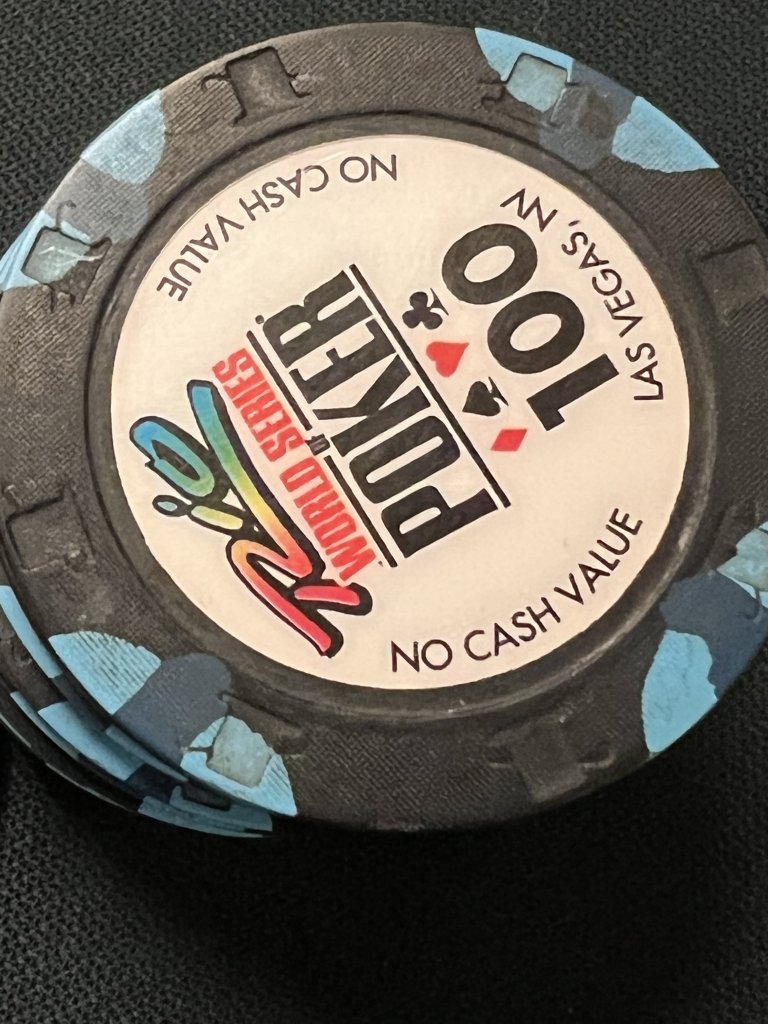 Rio
WORLD SERIES
OF
POKER
100
LAS VEGAS, NV
NO CASH VALUE
NO CASH VALUE